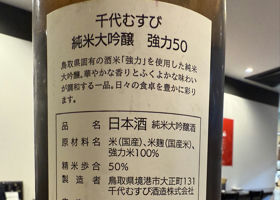 千代むすび
純米大吟醸 強力50
鳥取県固有の酒米「強力」を使用した純米
大吟醸。華やかな香りとふくよかな味わい
が調和する一品。日々の食卓を豊かに彩り
ます。
品名 日本酒 純米大吟醸酒
原材料名 米(国産)、米麹(国産米)、
強力米100%
精米歩合 50%
製造者 鳥取県境港市大正町131
千代むすび酒造株式会社